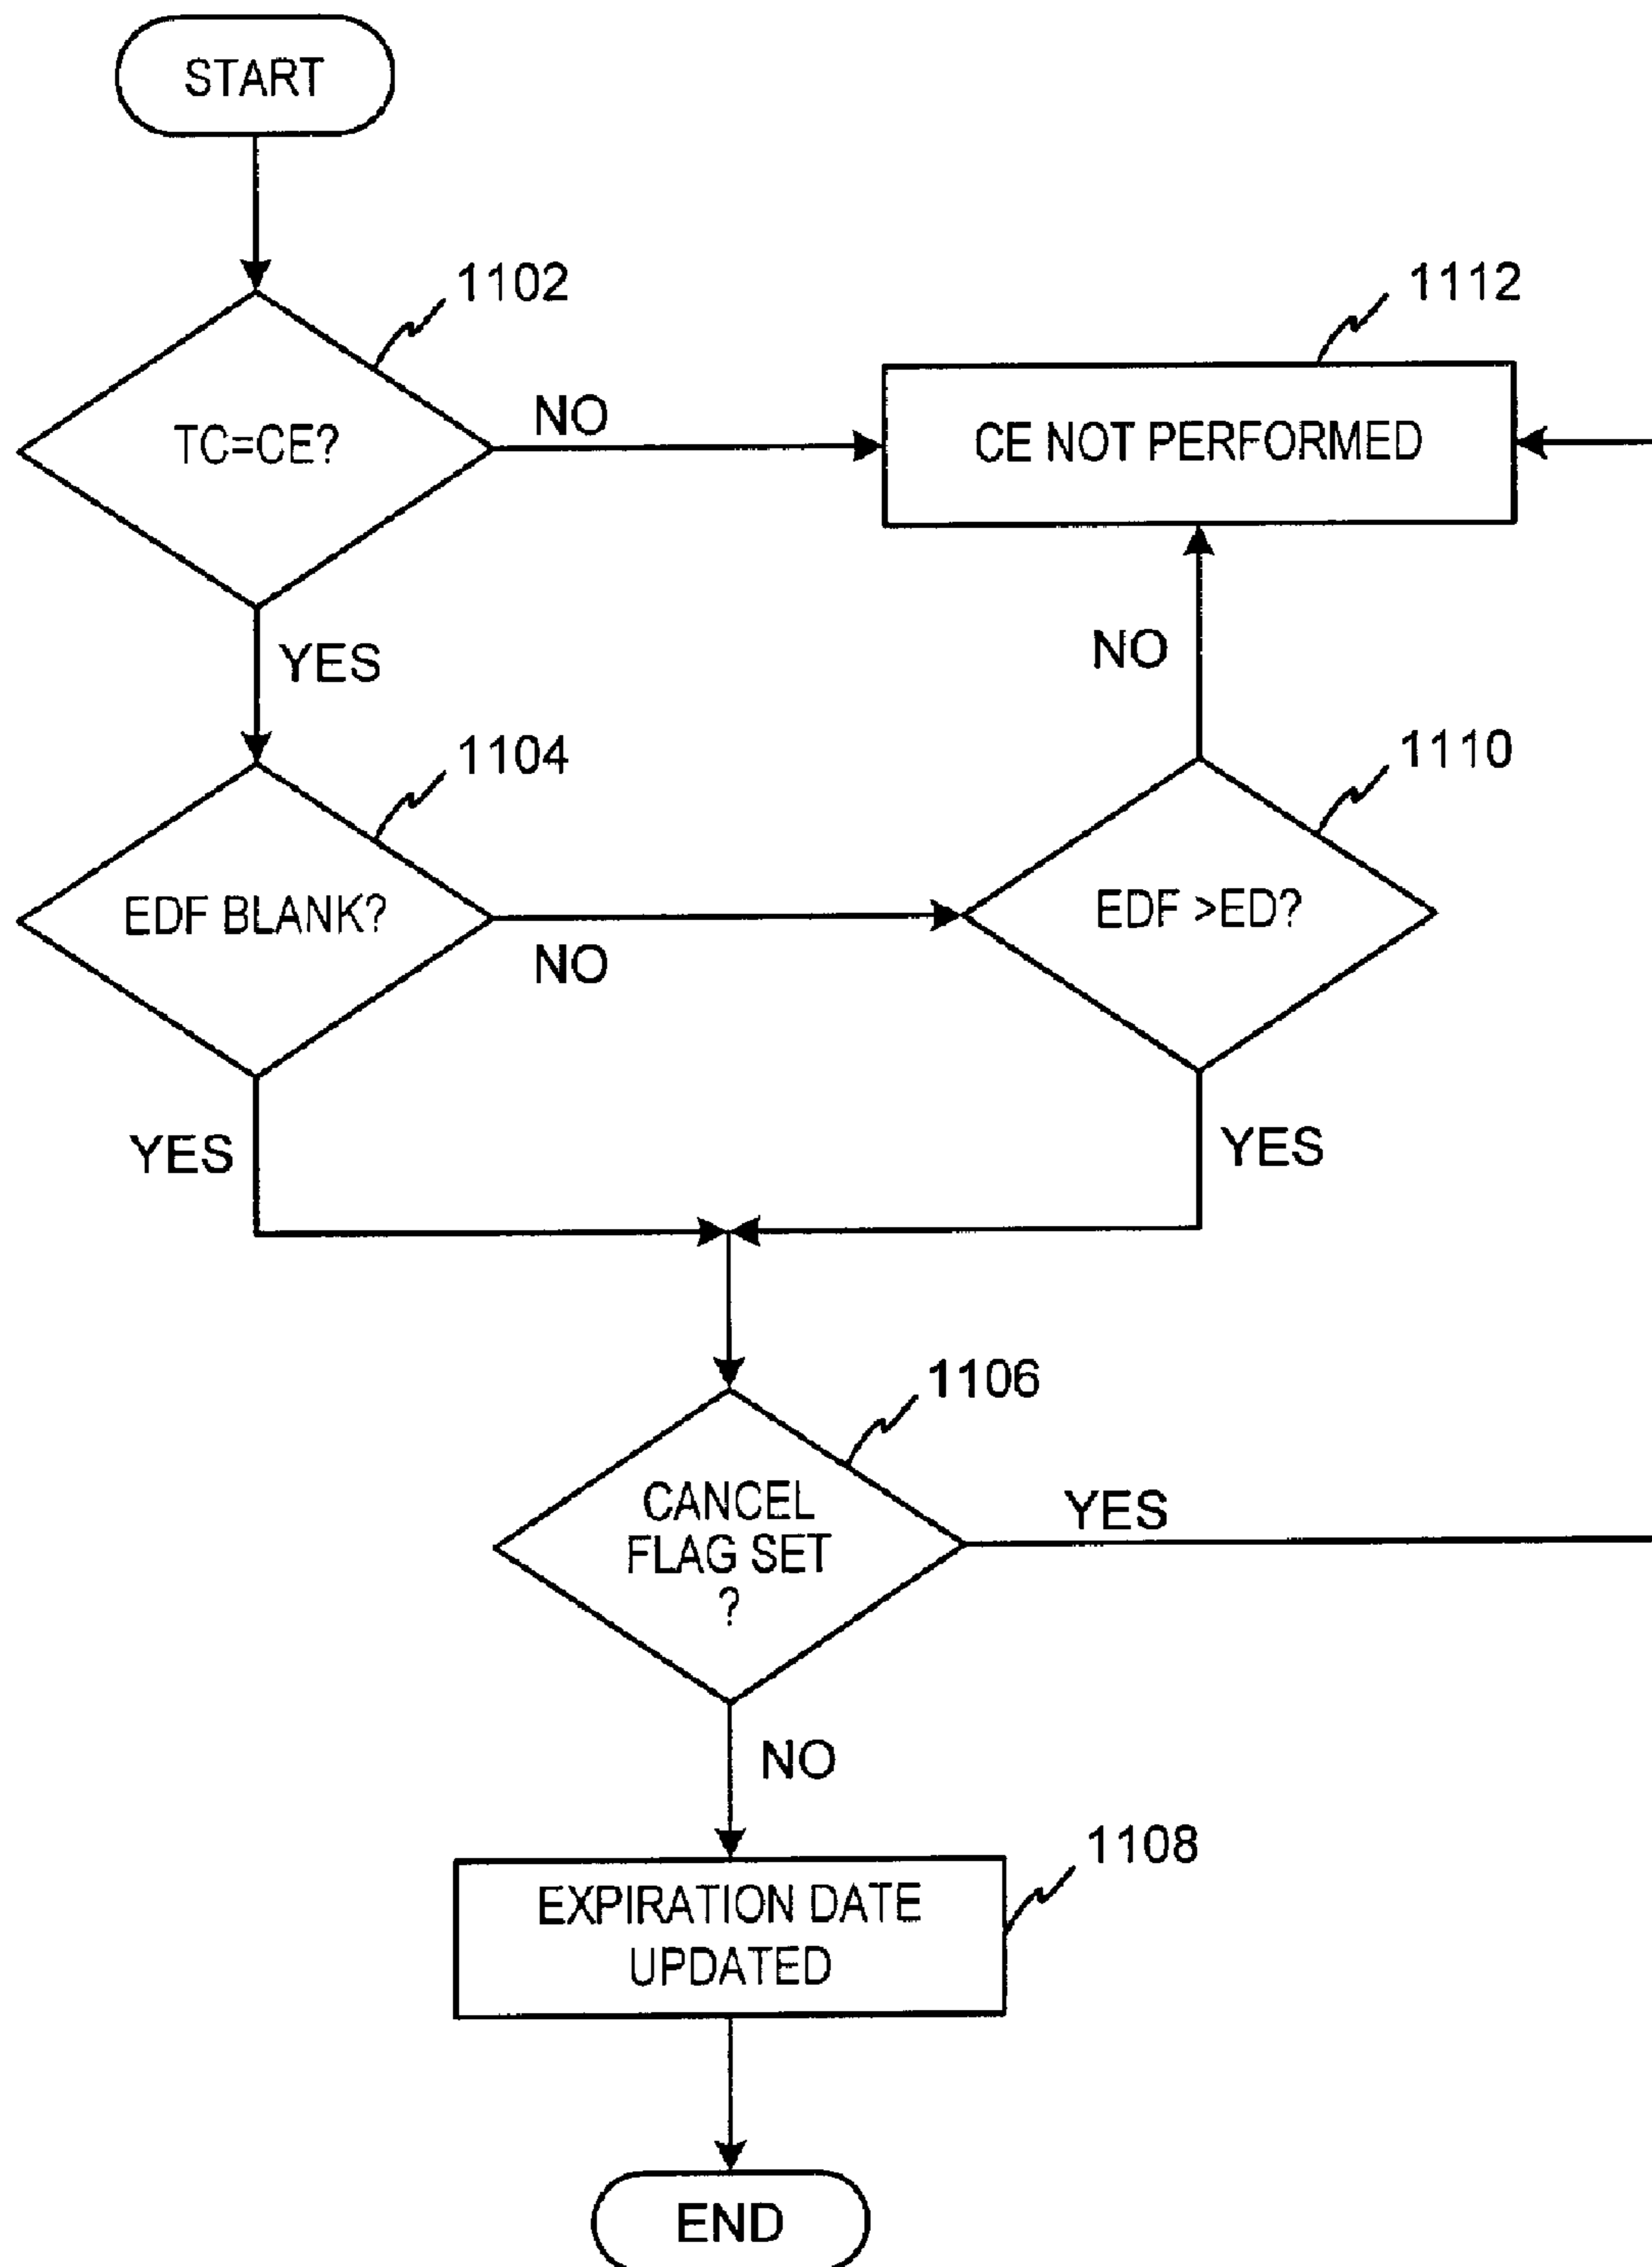 START
1102
1112
TC=CE?
NO
CE NOT PERFORMED
YES
NO
1104
1110
EDF BLANK?
NO
EDF >ED?
YES
YES
1106
CANCEL
FLAG SET
?
YES
NO
1108
EXPIRATION DATE
UPDATED
END